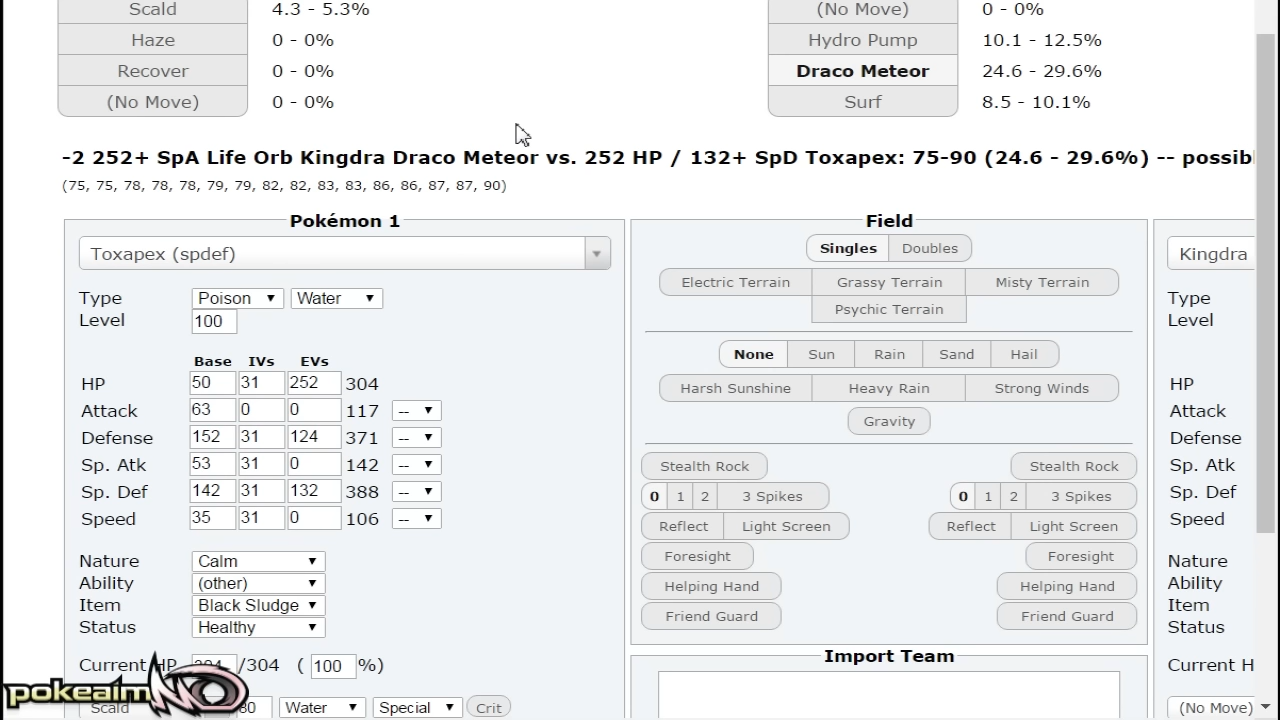 Scald 4.3 - 5.3% (No Move) 0 - 0%
Haze 0 - 0% Hydro Pump 10.1 - 12.5%
Recover 0 - 0% Draco Meteor 24.6 - 29.6%
(No Move) 0 - 0% Surf 8.5 - 10.1%
-2 252+ SpA Life Orb Kingdra Draco Meteor vs. 252 HP / 132+ SpD Toxapex: 75-90 (24.6 - 29.6%) -- possib
(75, 75, 78, 78, 78, 79, 79, 82, 82, 83, 83, 86, 86, 87, 87, 90)
Pokémon 1
Toxapex (spdef)
Type Poison Water
Level 100
Base IVs EVs
HP 50 31 252 304
Attack 63 0 0 117 --
Defense 152 31 124 371 --
Sp. Atk 53 31 0 142 --
Sp. Def 142 31 132 388 --
Speed 35 31 0 106 --
Nature Calm
Ability (other)
Item Black Sludge
Status Healthy
Current HP 304 /304 ( 100 %)
Scald 80 Water Special Crit
Field
Singles Doubles
Electric Terrain Grassy Terrain Misty Terrain
Psychic Terrain
None Sun Rain Sand Hail
Harsh Sunshine Heavy Rain Strong Winds
Gravity
Stealth Rock Stealth Rock
0 1 2 3 Spikes 0 1 2 3 Spikes
Reflect Light Screen Reflect Light Screen
Foresight Foresight
Helping Hand Helping Hand
Friend Guard Friend Guard
Import Team
Kingdra
Type
Level
HP
Attack
Defense
Sp. Atk
Sp. Def
Speed
Nature
Ability
Item
Status
Current H
(No Move)
pokeaimMD